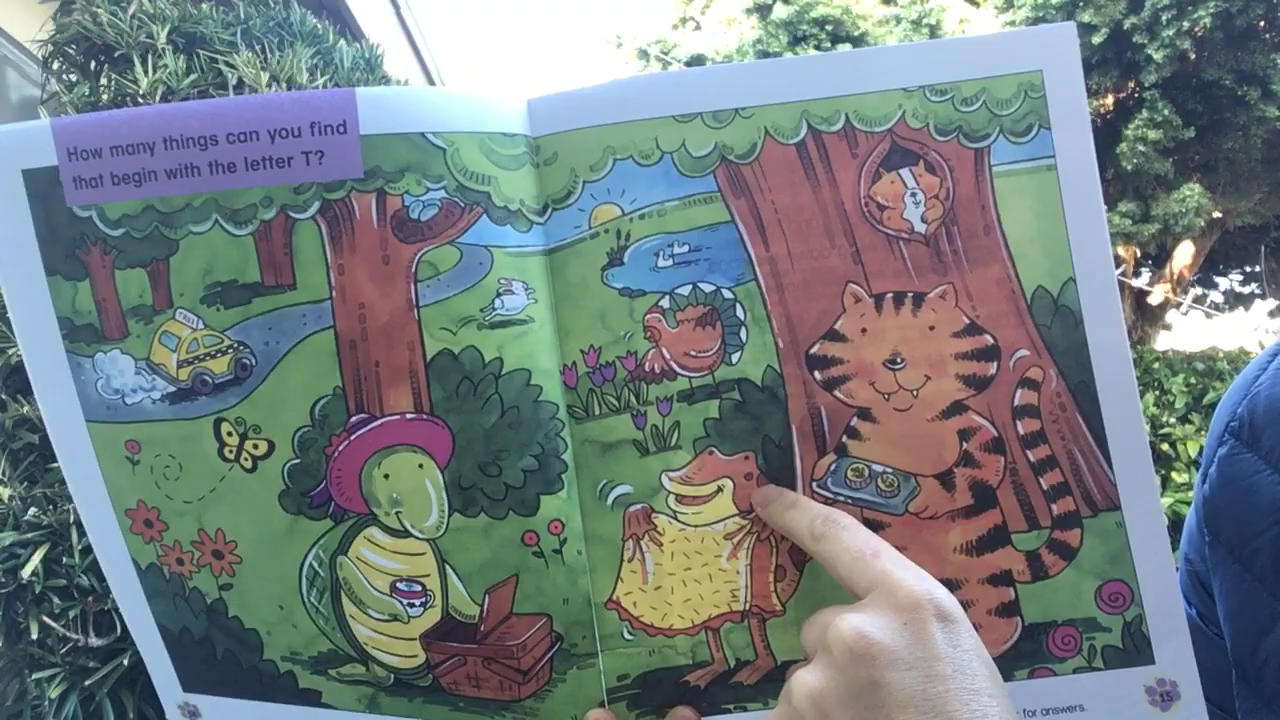 How many things can you find
that begin with the letter T?
TAXI
for answers.
15